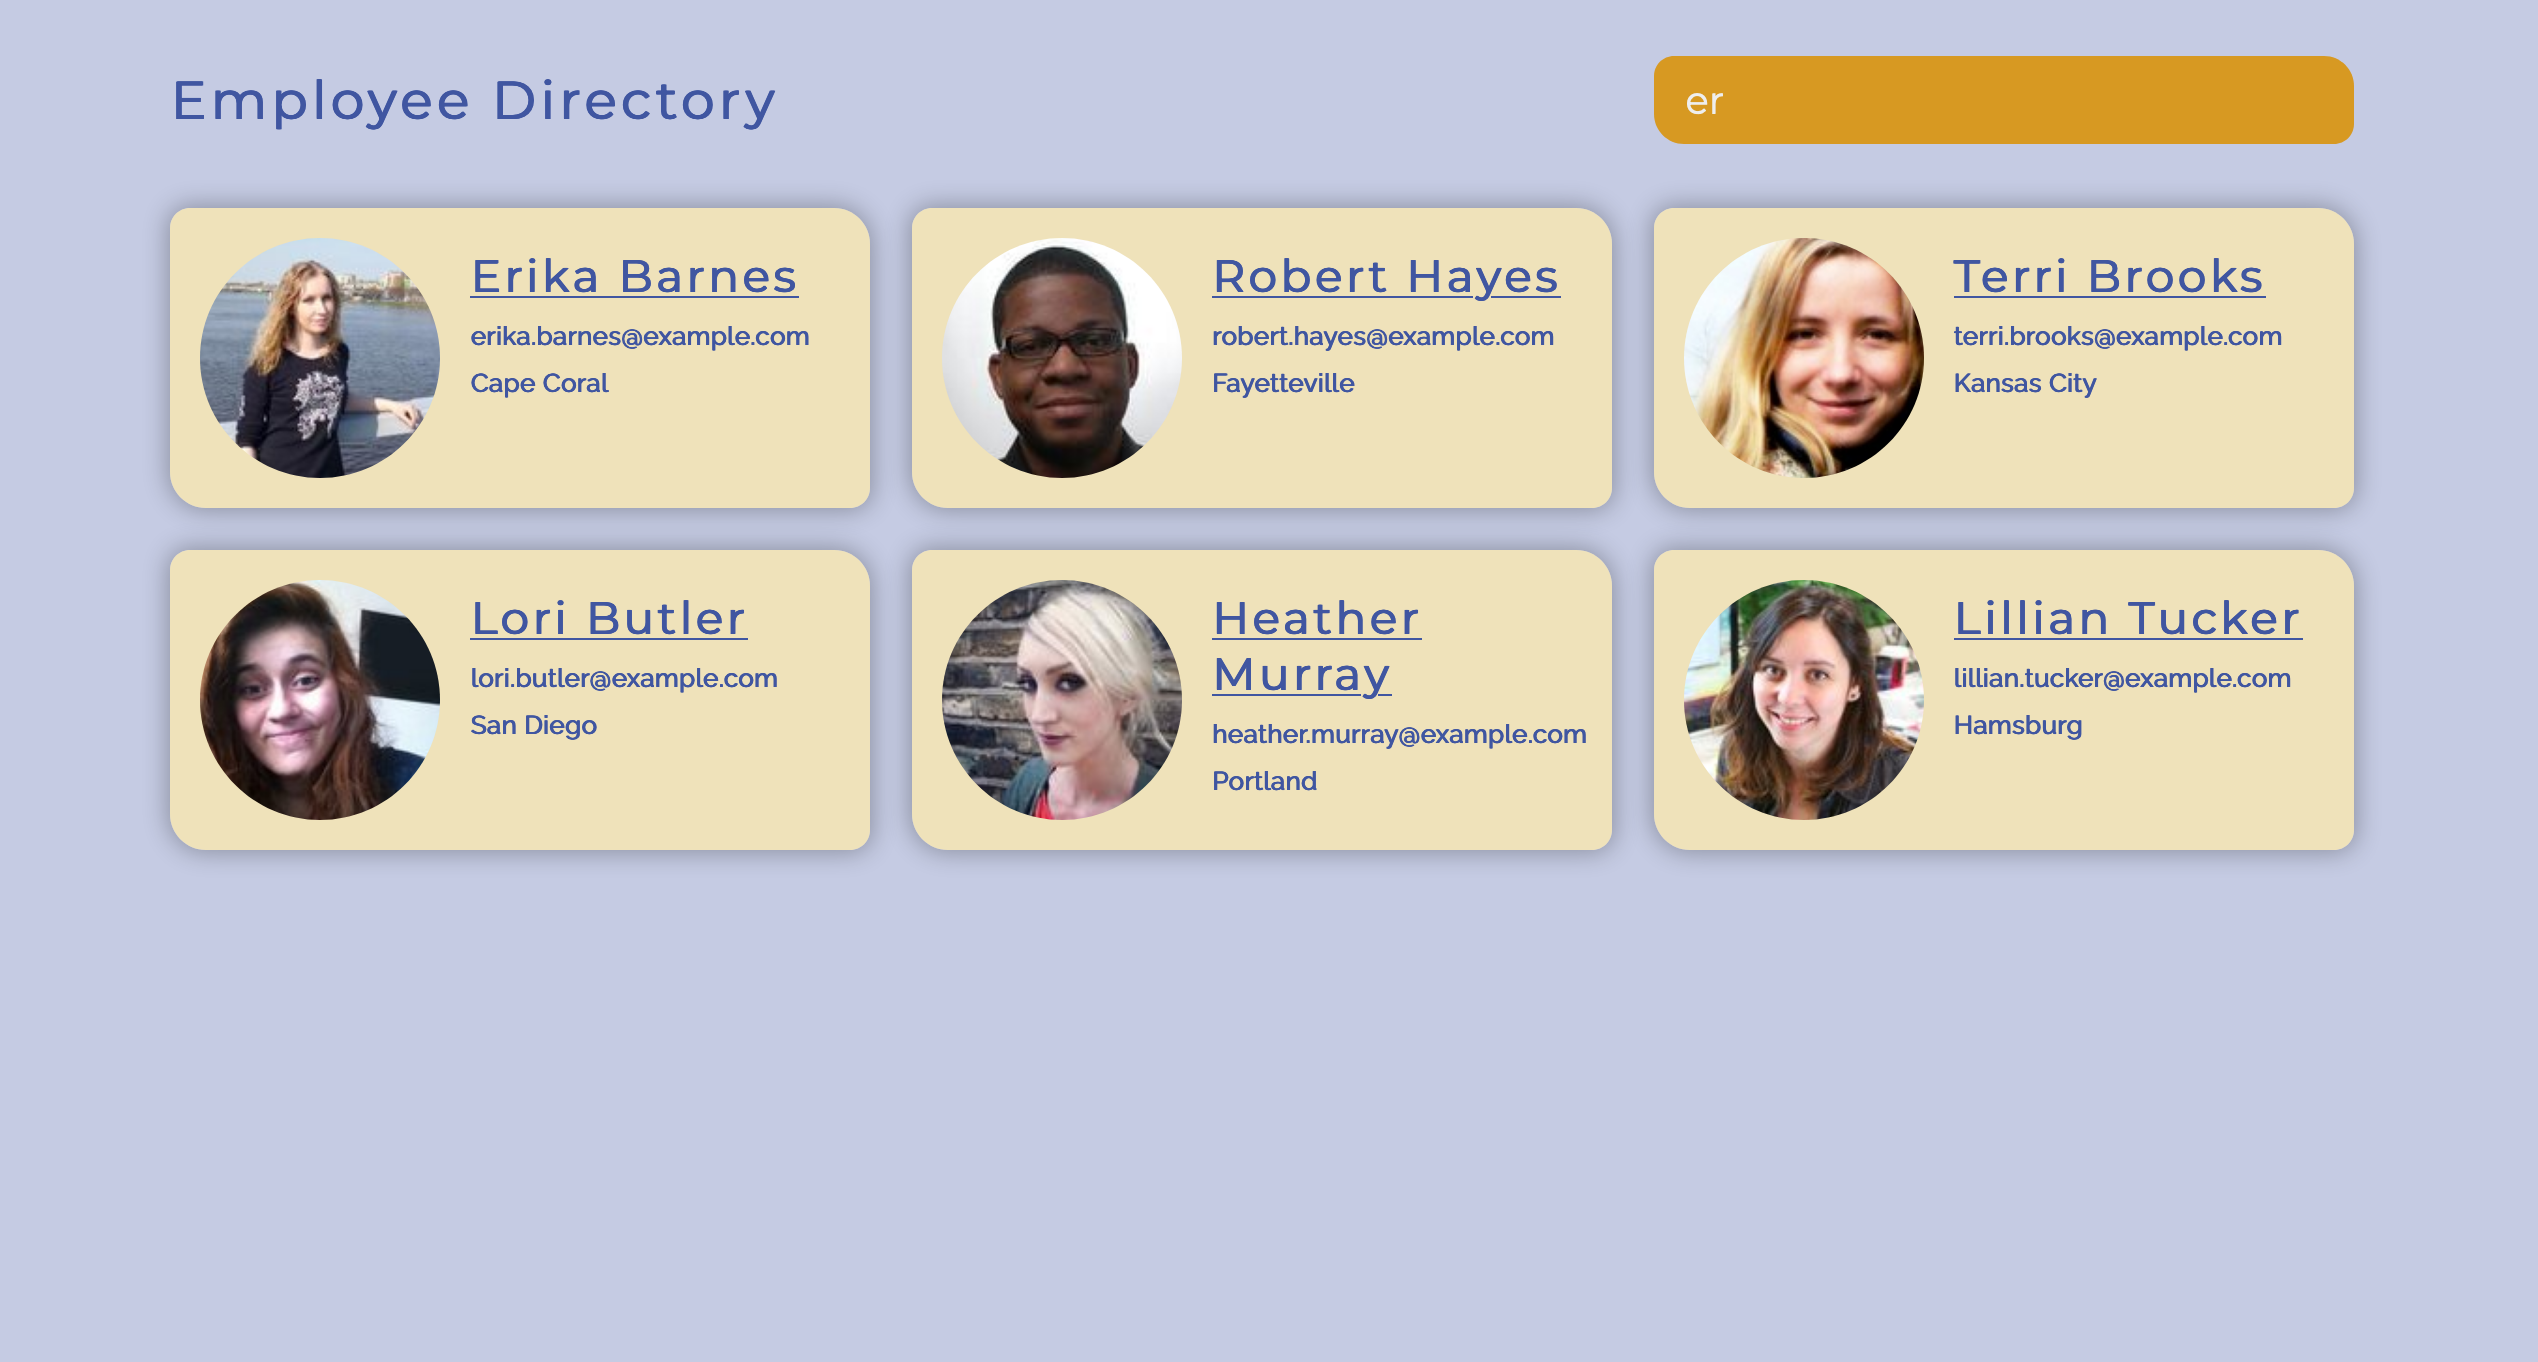 Employee Directory
er
Erika Barnes
erika.barnes@example.com
Cape Coral
Robert Hayes
robert.hayes@example.com
Fayetteville
Terri Brooks
terri.brooks@example.com
Kansas City
Lori Butler
lori.butler@example.com
San Diego
Heather
Murray
heather.murray@example.com
Portland
Lillian Tucker
lillian.tucker@example.com
Hamsburg